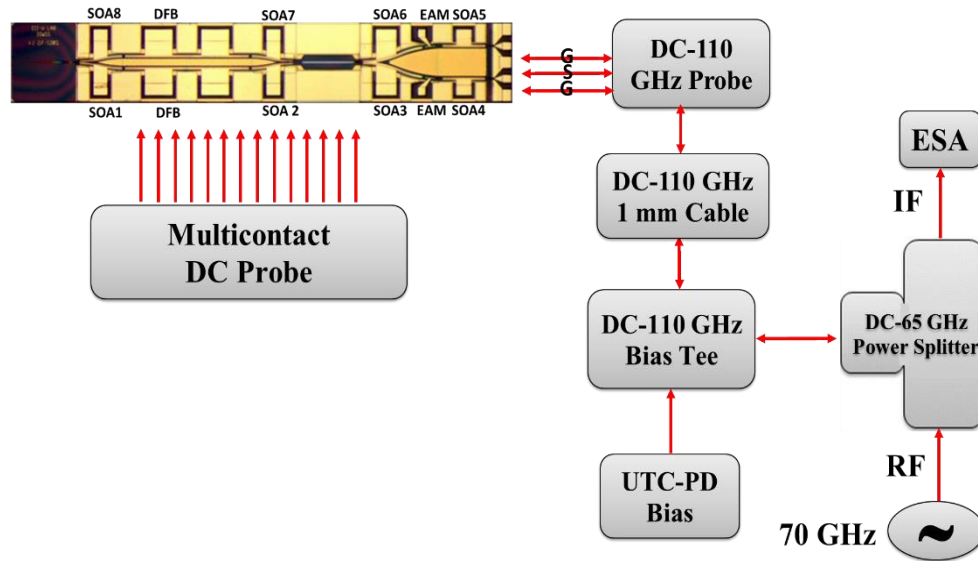 SOA8 DFB SOA7 SOA6 EAM SOA5
SOA1 DFB SOA 2 SOA3 EAM SOA4
G
S
G
DC-110
GHz Probe
DC-110 GHz
1 mm Cable
DC-110 GHz
Bias Tee
UTC-PD
Bias
Multicontact
DC Probe
ESA
IF
DC-65 GHz
Power Splitter
RF
70 GHz
~